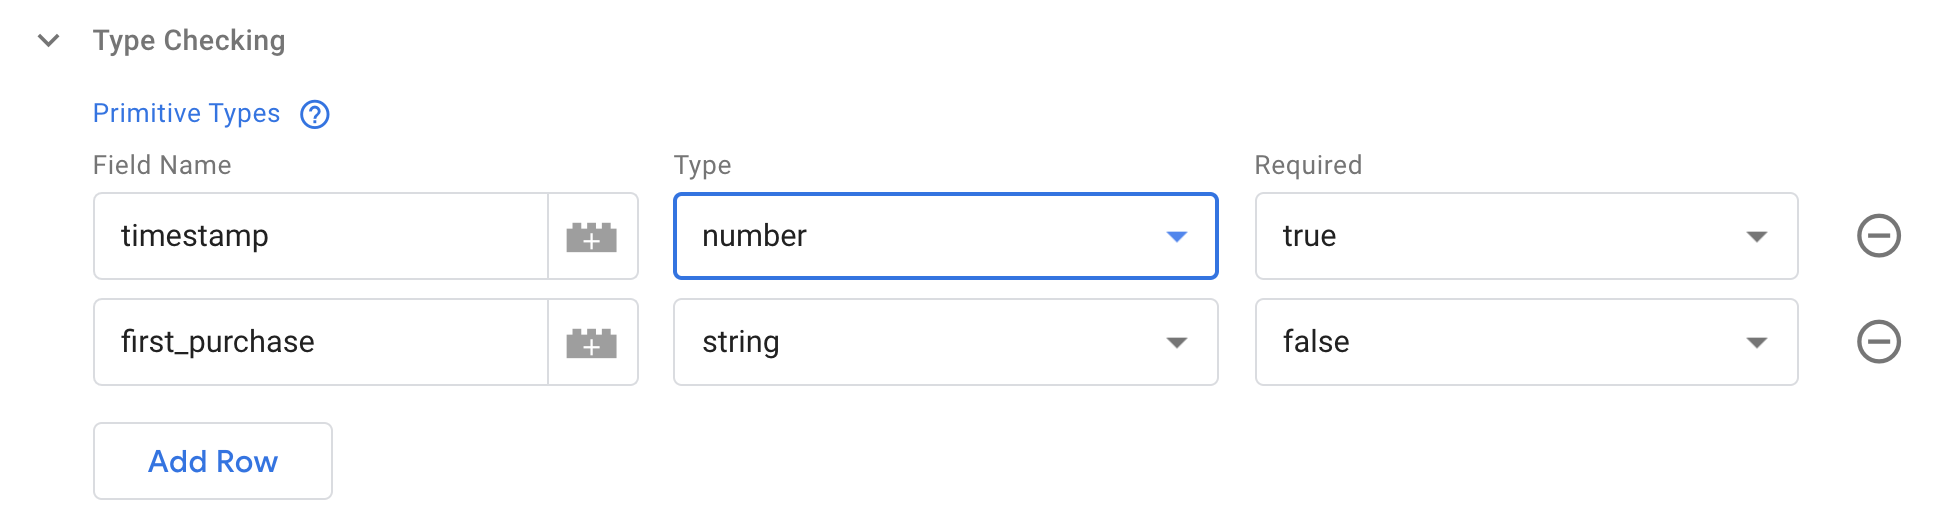 Type Checking
Primitive Types
Field Name Type Required
timestamp number true
first_purchase string false
Add Row